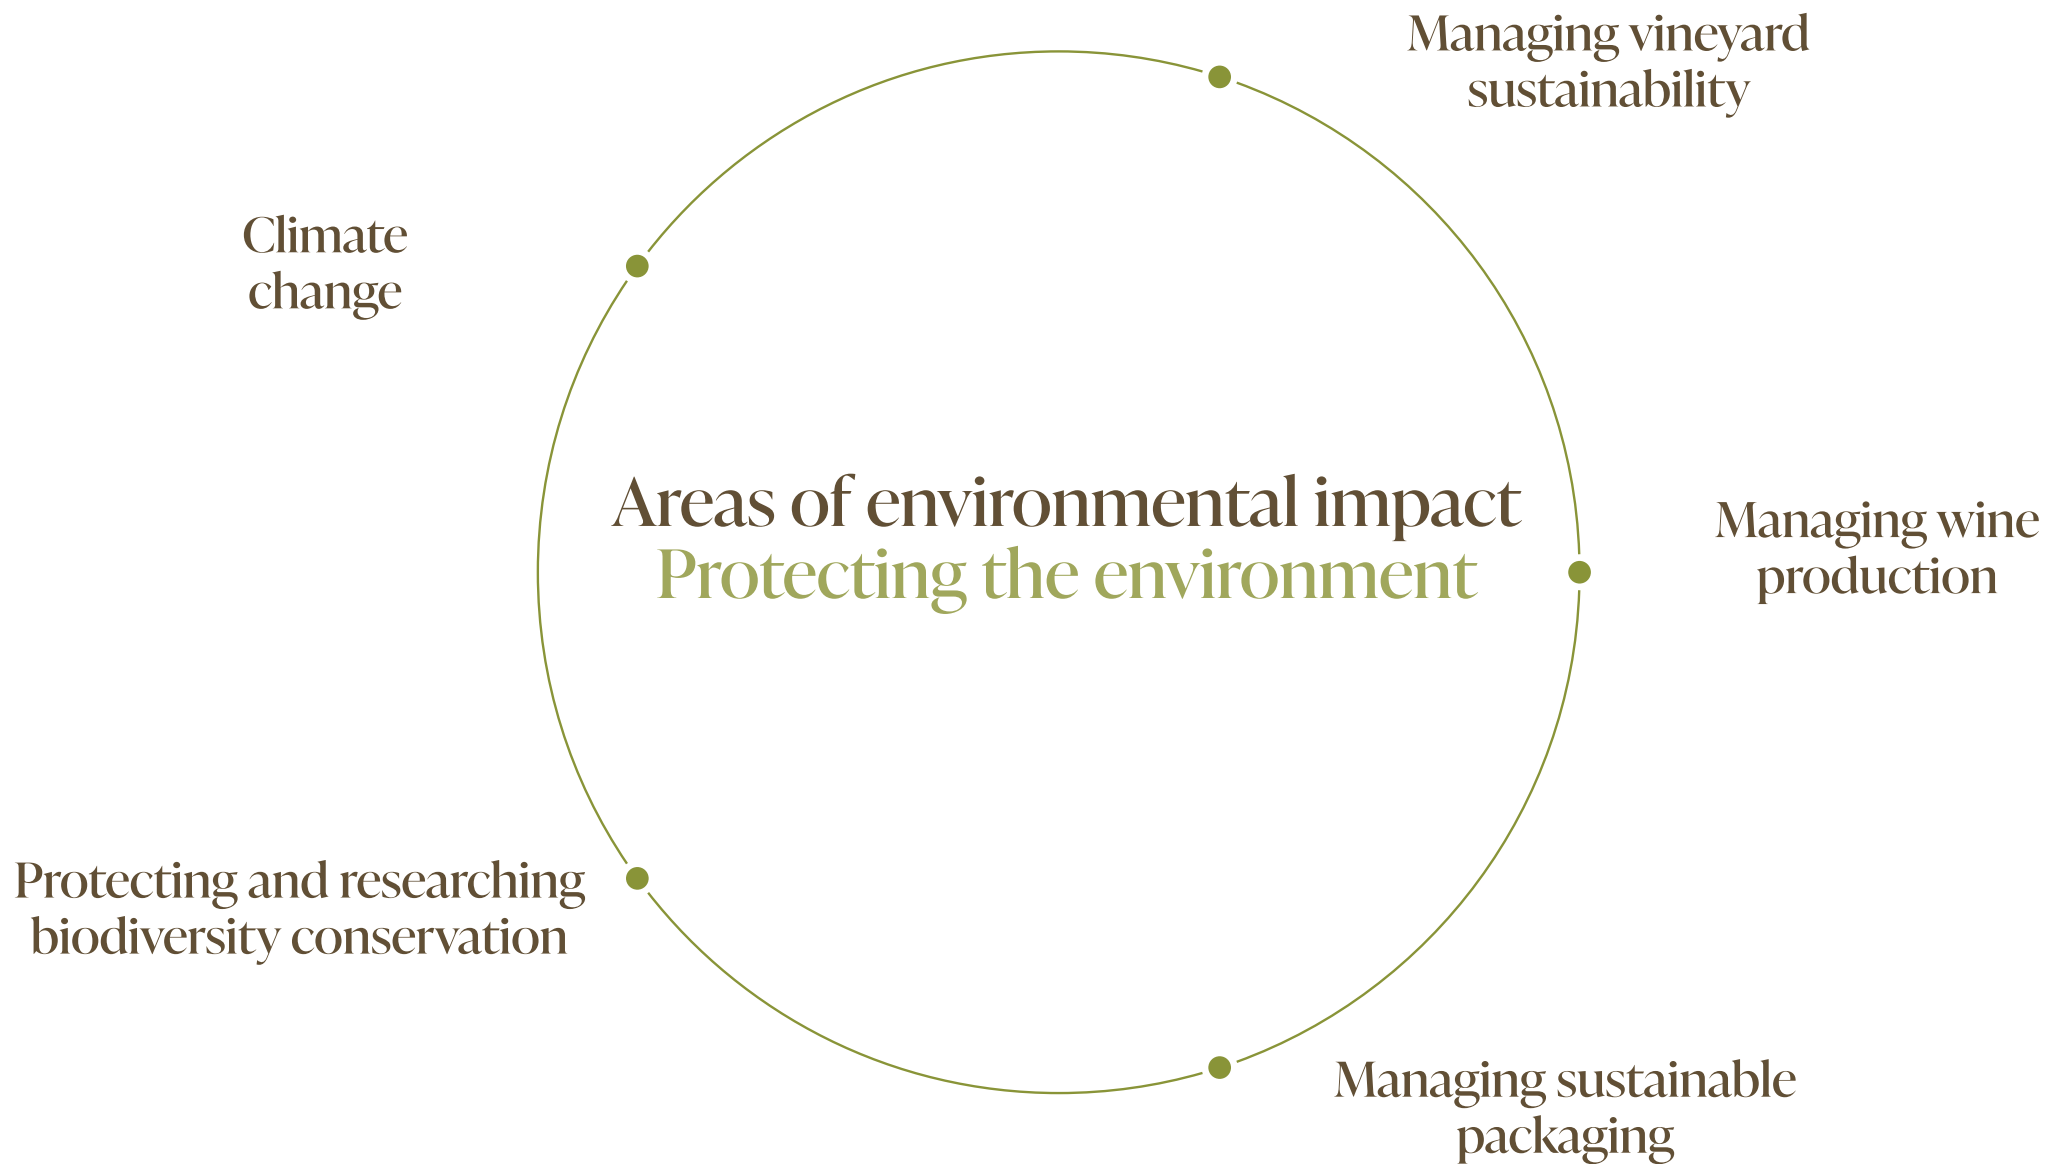 Managing vineyard
sustainability
Climate
change
Areas of environmental impact
Protecting the environment
Managing wine
production
Protecting and researching
biodiversity conservation
Managing sustainable
packaging